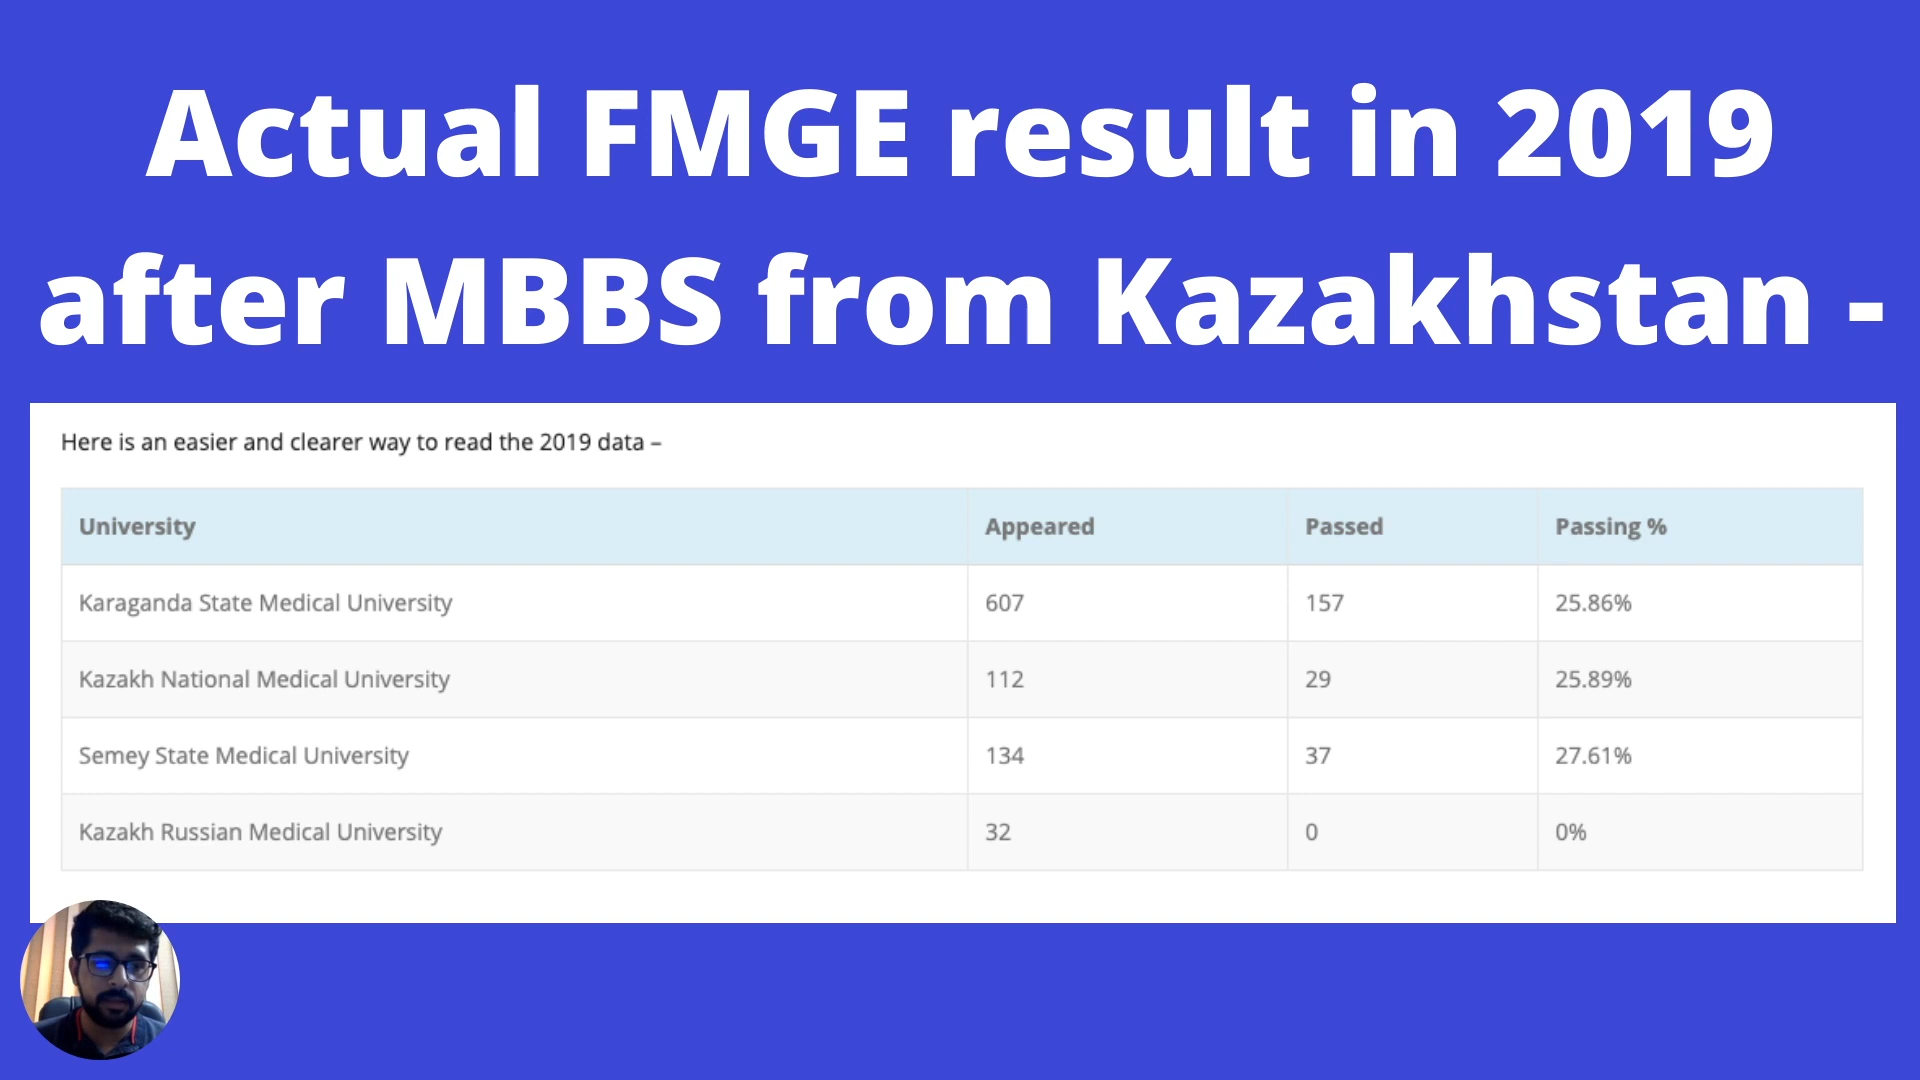 Actual FMGE result in 2019
after MBBS from Kazakhstan -
Here is an easier and clearer way to read the 2019 data –
University Appeared Passed Passing %
Karaganda State Medical University 607 157 25.86%
Kazakh National Medical University 112 29 25.89%
Semey State Medical University 134 37 27.61%
Kazakh Russian Medical University 32 0 0%